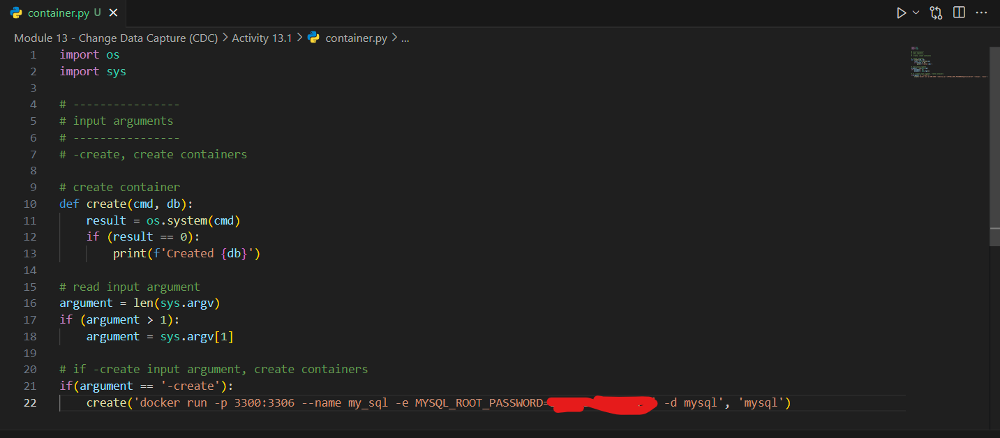 container.py U
Module 13 - Change Data Capture (CDC) > Activity 13.1 > container.py > ...
1 import os
2 import sys
3
4 # ----------------
5 # input arguments
6 # ----------------
7 # -create, create containers
8
9 # create container
10 def create(cmd, db):
11 result = os.system(cmd)
12 if (result == 0):
13 print(f'Created {db}')
14
15 # read input argument
16 argument = len(sys.argv)
17 if (argument > 1):
18 argument = sys.argv[1]
19
20 # if -create input argument, create containers
21 if(argument == '-create'):
22 create('docker run -p 3300:3306 --name my_sql -e MYSQL_ROOT_PASSWORD= -d mysql', 'mysql')